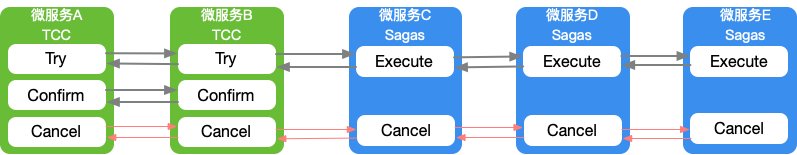 微服务A
TCC
Try
Confirm
Cancel
微服务B
TCC
Try
Confirm
Cancel
微服务C
Sagas
Execute
Cancel
微服务D
Sagas
Execute
Cancel
微服务E
Sagas
Execute
Cancel